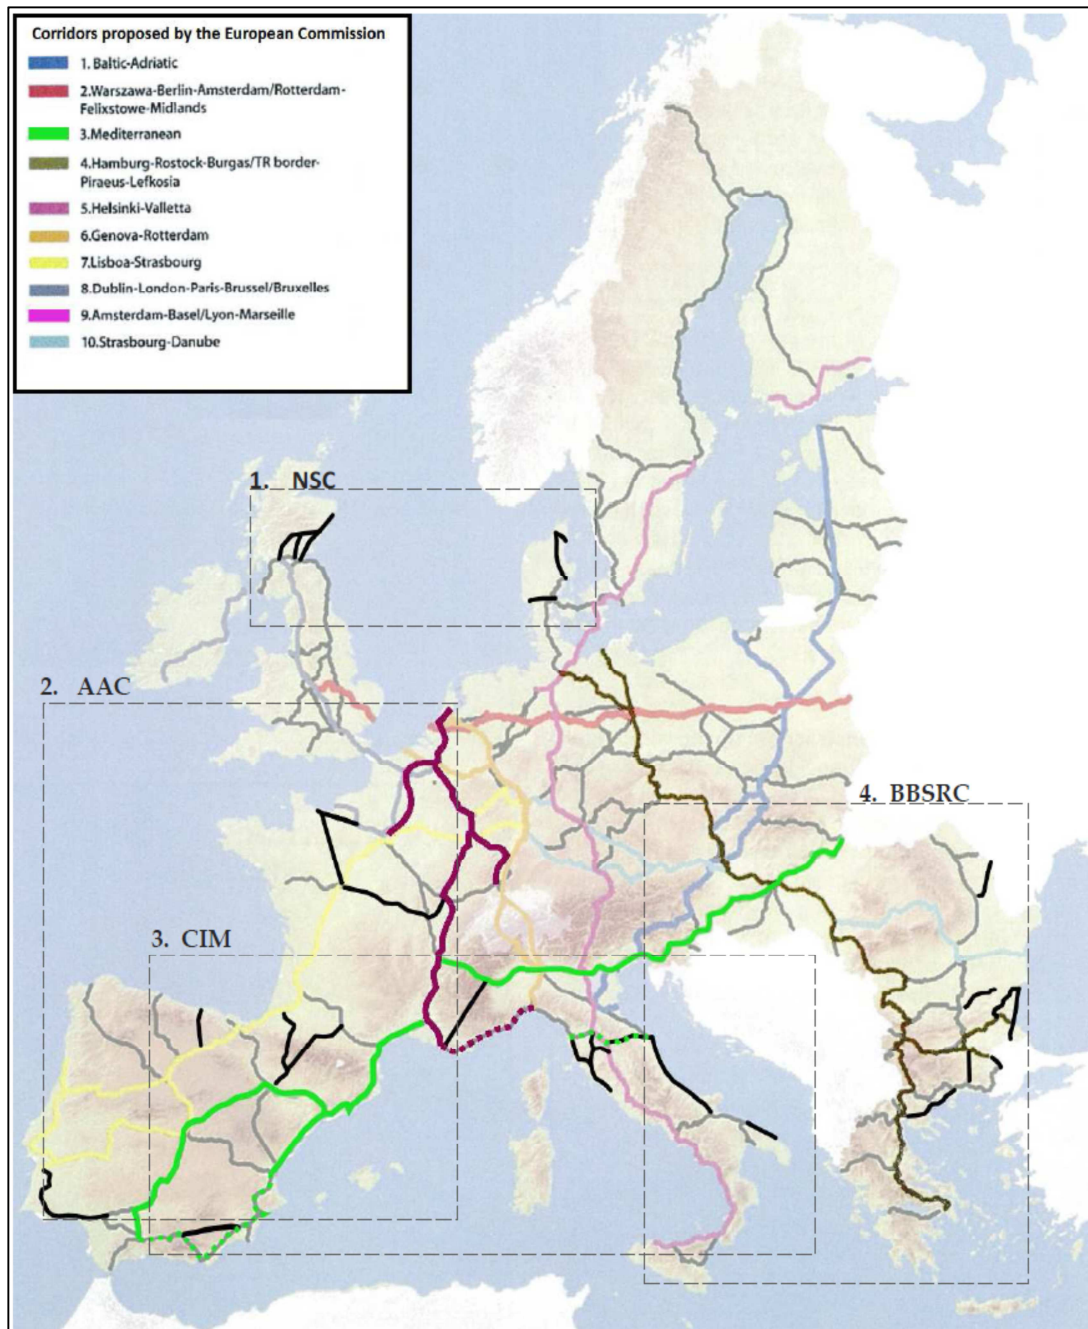 Corridors proposed by the European Commission
1. Baltic-Adriatic
2.Warszawa-Berlin-Amsterdam/Rotterdam-
Felixstowe-Midlands
3.Mediterranean
4.Hamburg-Rostock-Burgas/TR border-
Piraeus-Lefkosia
5.Helsinki-Valletta
6.Genova-Rotterdam
7.Lisboa-Strasbourg
8.Dublin-London-Paris-Brussel/Bruxelles
9.Amsterdam-Basel/Lyon-Marseille
10.Strasbourg-Danube
1. NSC
2. AAC
4. BBSRC
3. CIM